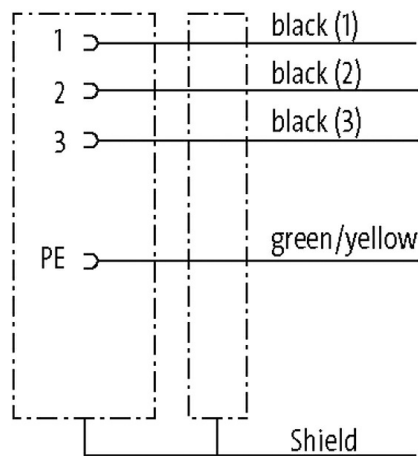 1 black (1)
2 black (2)
3 black (3)
PE green/yellow
Shield